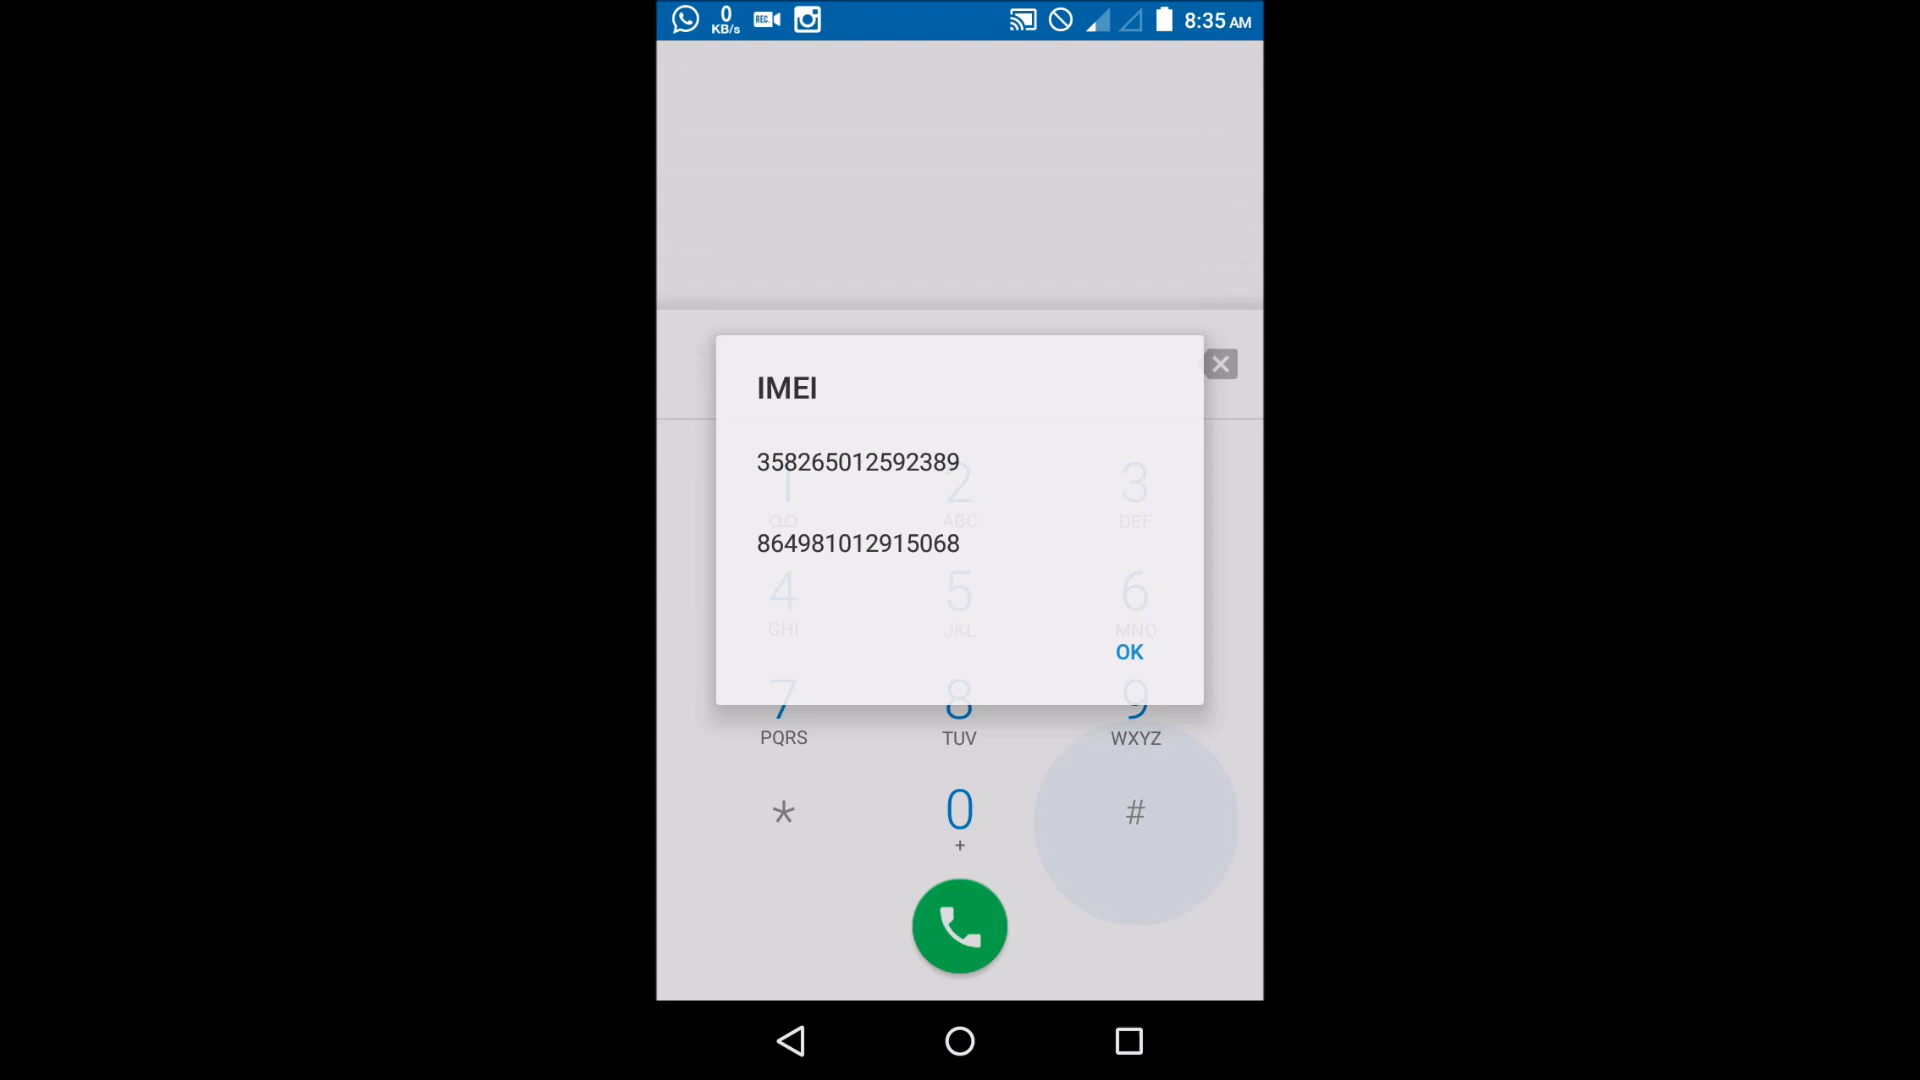 0
KB/s
REC
8:35 AM
IMEI
358265012592389
864981012915068
1
2
ABC
3
DEF
4
GHI
5
JKL
6
MNO
OK
7
PQRS
8
TUV
9
WXYZ
*
0
+
#